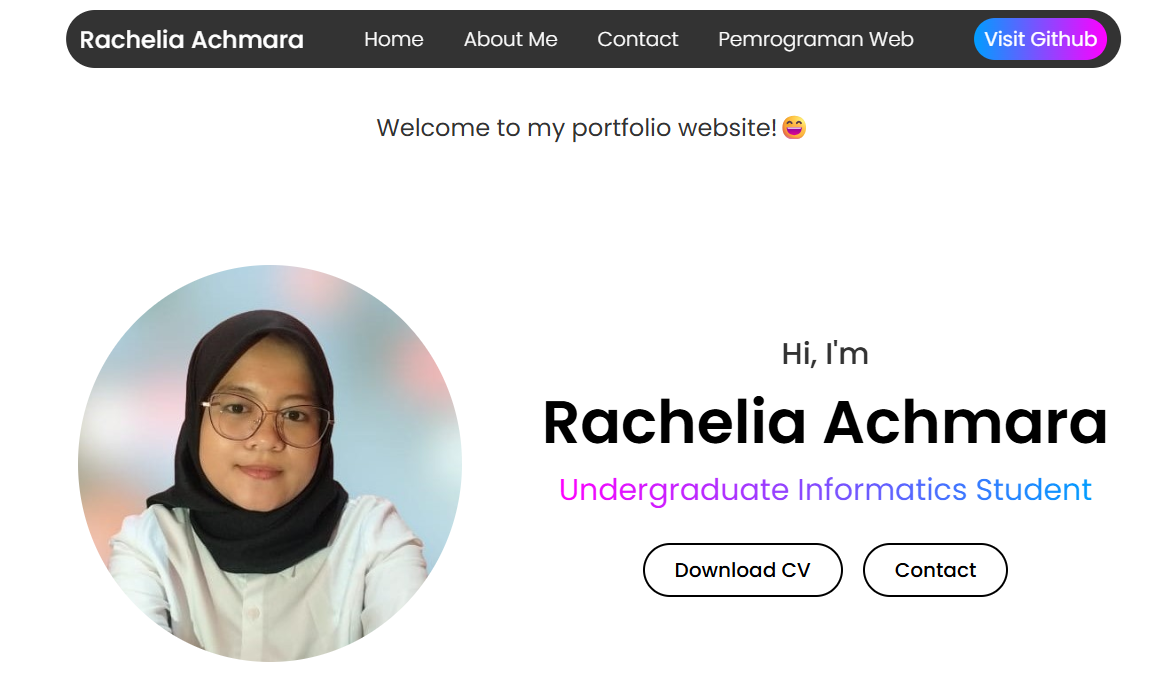 Rachelia Achmara Home About Me Contact Pemrograman Web Visit Github
Welcome to my portfolio website!😄
Hi, I'm
Rachelia Achmara
Undergraduate Informatics Student
Download CV Contact